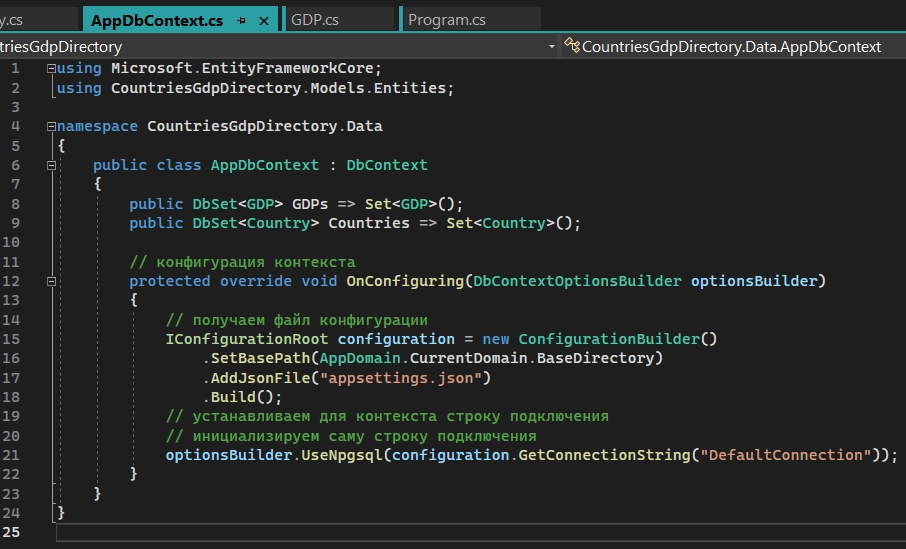 y.cs AppDbContext.cs GDP.cs Program.cs
triesGdpDirectory CountriesGdpDirectory.Data.AppDbContext
1 using Microsoft.EntityFrameworkCore;
2 using CountriesGdpDirectory.Models.Entities;
3
4 namespace CountriesGdpDirectory.Data
5 {
6 public class AppDbContext : DbContext
7 {
8 public DbSet<GDP> GDPs => Set<GDP>();
9 public DbSet<Country> Countries => Set<Country>();
10
11 // конфигурация контекста
12 protected override void OnConfiguring(DbContextOptionsBuilder optionsBuilder)
13 {
14 // получаем файл конфигурации
15 IConfigurationRoot configuration = new ConfigurationBuilder()
16 .SetBasePath(AppDomain.CurrentDomain.BaseDirectory)
17 .AddJsonFile("appsettings.json")
18 .Build();
19 // устанавливаем для контекста строку подключения
20 // инициализируем саму строку подключения
21 optionsBuilder.UseNpgsql(configuration.GetConnectionString("DefaultConnection"));
22 }
23 }
24 }
25